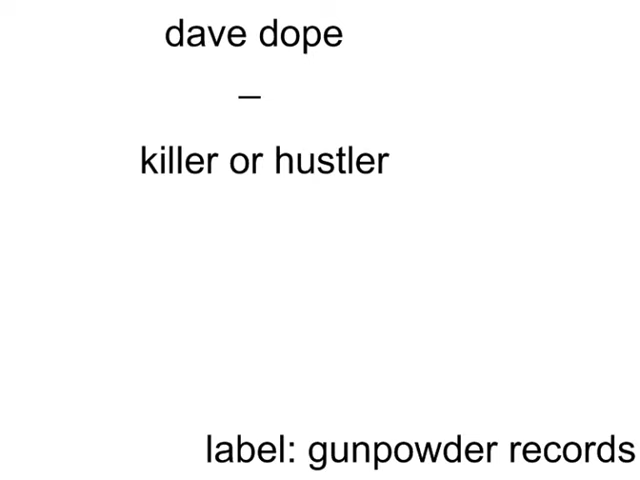 dave dope
–
killer or hustler
label: gunpowder records